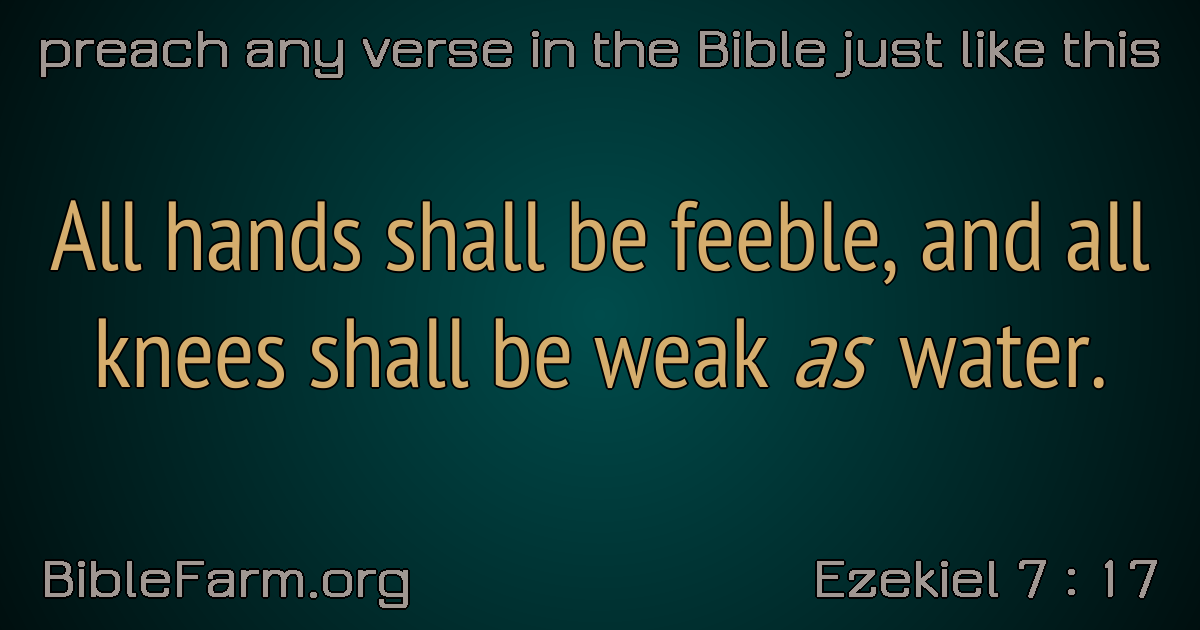 preach any verse in the Bible just like this
All hands shall be feeble, and all
knees shall be weak as water.
BibleFarm.org
Ezekiel 7 : 17